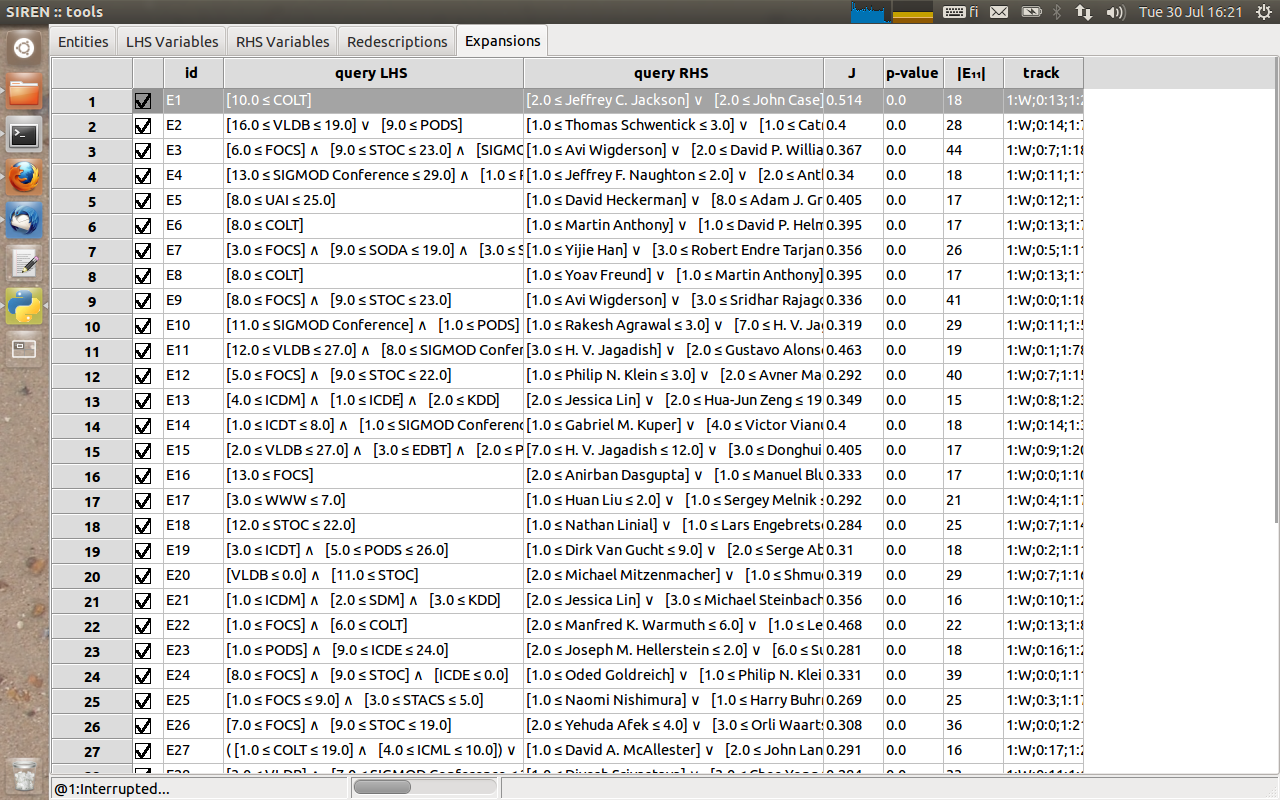 SIREN :: tools fi Tue 30 Jul 16:21
Entities LHS Variables RHS Variables Redescriptions Expansions
id query LHS query RHS J p-value |E₁₁| track
1 E1 [10.0 ≤ COLT] [2.0 ≤ Jeffrey C. Jackson] ∨ [2.0 ≤ John Case] 0.514 0.0 18 1:W;0:13;1:2
2 E2 [16.0 ≤ VLDB ≤ 19.0] ∨ [9.0 ≤ PODS] [1.0 ≤ Thomas Schwentick ≤ 3.0] ∨ [1.0 ≤ Cat 0.4 0.0 28 1:W;0:14;1:7
3 E3 [6.0 ≤ FOCS] ∧ [9.0 ≤ STOC ≤ 23.0] ∧ [SIGMO [1.0 ≤ Avi Wigderson] ∨ [2.0 ≤ David P. Willia 0.367 0.0 44 1:W;0:7;1:18
4 E4 [13.0 ≤ SIGMOD Conference ≤ 29.0] ∧ [1.0 ≤ [1.0 ≤ Jeffrey F. Naughton ≤ 2.0] ∨ [2.0 ≤ Ant 0.34 0.0 18 1:W;0:11;1:
5 E5 [8.0 ≤ UAI ≤ 25.0] [1.0 ≤ David Heckerman] ∨ [8.0 ≤ Adam J. Gr 0.405 0.0 17 1:W;0:12;1:
6 E6 [8.0 ≤ COLT] [1.0 ≤ Martin Anthony] ∨ [1.0 ≤ David P. Helm 0.395 0.0 17 1:W;0:13;1:
7 E7 [3.0 ≤ FOCS] ∧ [9.0 ≤ SODA ≤ 19.0] ∧ [3.0 ≤ S [1.0 ≤ Yijie Han] ∨ [3.0 ≤ Robert Endre Tarjan 0.356 0.0 26 1:W;0:5;1:11
8 E8 [8.0 ≤ COLT] [1.0 ≤ Yoav Freund] ∨ [1.0 ≤ Martin Anthony] 0.395 0.0 17 1:W;0:13;1:
9 E9 [8.0 ≤ FOCS] ∧ [9.0 ≤ STOC ≤ 23.0] [1.0 ≤ Avi Wigderson] ∨ [3.0 ≤ Sridhar Rajago 0.336 0.0 41 1:W;0:0;1:18
10 E10 [11.0 ≤ SIGMOD Conference] ∧ [1.0 ≤ PODS] [1.0 ≤ Rakesh Agrawal ≤ 3.0] ∨ [7.0 ≤ H. V. Jag 0.319 0.0 29 1:W;0:11;1:5
11 E11 [12.0 ≤ VLDB ≤ 27.0] ∧ [8.0 ≤ SIGMOD Confer [3.0 ≤ H. V. Jagadish] ∨ [2.0 ≤ Gustavo Alons 0.463 0.0 19 1:W;0:1;1:78
12 E12 [5.0 ≤ FOCS] ∧ [9.0 ≤ STOC ≤ 22.0] [1.0 ≤ Philip N. Klein ≤ 3.0] ∨ [2.0 ≤ Avner Ma 0.292 0.0 40 1:W;0:7;1:15
13 E13 [4.0 ≤ ICDM] ∧ [1.0 ≤ ICDE] ∧ [2.0 ≤ KDD] [2.0 ≤ Jessica Lin] ∨ [2.0 ≤ Hua-Jun Zeng ≤ 19 0.349 0.0 15 1:W;0:8;1:23
14 E14 [1.0 ≤ ICDT ≤ 8.0] ∧ [1.0 ≤ SIGMOD Conferenc [1.0 ≤ Gabriel M. Kuper] ∨ [4.0 ≤ Victor Vianu 0.4 0.0 18 1:W;0:14;1:3
15 E15 [2.0 ≤ VLDB ≤ 27.0] ∧ [3.0 ≤ EDBT] ∧ [2.0 ≤ P [7.0 ≤ H. V. Jagadish ≤ 12.0] ∨ [3.0 ≤ Donghui 0.405 0.0 17 1:W;0:9;1:20
16 E16 [13.0 ≤ FOCS] [2.0 ≤ Anirban Dasgupta] ∨ [1.0 ≤ Manuel Blu 0.333 0.0 17 1:W;0:0;1:10
17 E17 [3.0 ≤ WWW ≤ 7.0] [1.0 ≤ Huan Liu ≤ 2.0] ∨ [1.0 ≤ Sergey Melnik ≤ 0.292 0.0 21 1:W;0:4;1:17
18 E18 [12.0 ≤ STOC ≤ 22.0] [1.0 ≤ Nathan Linial] ∨ [1.0 ≤ Lars Engebrets 0.284 0.0 25 1:W;0:7;1:14
19 E19 [3.0 ≤ ICDT] ∧ [5.0 ≤ PODS ≤ 26.0] [1.0 ≤ Dirk Van Gucht ≤ 9.0] ∨ [2.0 ≤ Serge Ab 0.31 0.0 18 1:W;0:2;1:11
20 E20 [VLDB ≤ 0.0] ∧ [11.0 ≤ STOC] [2.0 ≤ Michael Mitzenmacher] ∨ [1.0 ≤ Shmu 0.319 0.0 29 1:W;0:7;1:16
21 E21 [1.0 ≤ ICDM] ∧ [2.0 ≤ SDM] ∧ [3.0 ≤ KDD] [2.0 ≤ Jessica Lin] ∨ [3.0 ≤ Michael Steinbach 0.356 0.0 16 1:W;0:10;1:2
22 E22 [1.0 ≤ FOCS] ∧ [6.0 ≤ COLT] [2.0 ≤ Manfred K. Warmuth ≤ 6.0] ∨ [1.0 ≤ Le 0.468 0.0 22 1:W;0:13;1:8
23 E23 [1.0 ≤ PODS] ∧ [9.0 ≤ ICDE ≤ 24.0] [2.0 ≤ Joseph M. Hellerstein ≤ 2.0] ∨ [6.0 ≤ Su 0.281 0.0 18 1:W;0:16;1:2
24 E24 [8.0 ≤ FOCS] ∧ [9.0 ≤ STOC] ∧ [ICDE ≤ 0.0] [1.0 ≤ Oded Goldreich] ∨ [1.0 ≤ Philip N. Klei 0.331 0.0 39 1:W;0:0;1:11
25 E25 [1.0 ≤ FOCS ≤ 9.0] ∧ [3.0 ≤ STACS ≤ 5.0] [1.0 ≤ Naomi Nishimura] ∨ [1.0 ≤ Harry Buhr 0.269 0.0 25 1:W;0:3;1:17
26 E26 [7.0 ≤ FOCS] ∧ [9.0 ≤ STOC ≤ 19.0] [2.0 ≤ Yehuda Afek ≤ 4.0] ∨ [3.0 ≤ Orli Waarts 0.308 0.0 36 1:W;0:0;1:21
27 E27 ( [1.0 ≤ COLT ≤ 19.0] ∧ [4.0 ≤ ICML ≤ 10.0]) ∨ [1.0 ≤ David A. McAllester] ∨ [2.0 ≤ John Lan 0.291 0.0 16 1:W;0:17;1:2
@1:Interrupted...